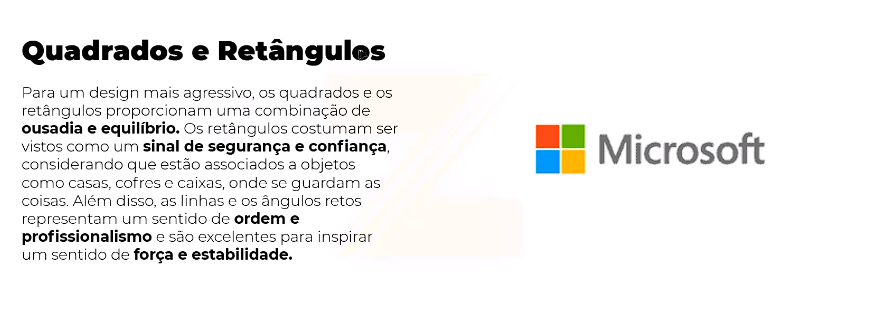 Quadrados e Retângulos
Para um design mais agressivo, os quadrados e os
retângulos proporcionam uma combinação de
ousadia e equilíbrio. Os retângulos costumam ser
vistos como um sinal de segurança e confiança,
considerando que estão associados a objetos
como casas, cofres e caixas, onde se guardam as
coisas. Além disso, as linhas e os ângulos retos
representam um sentido de ordem e
profissionalismo e são excelentes para inspirar
um sentido de força e estabilidade.
Microsoft